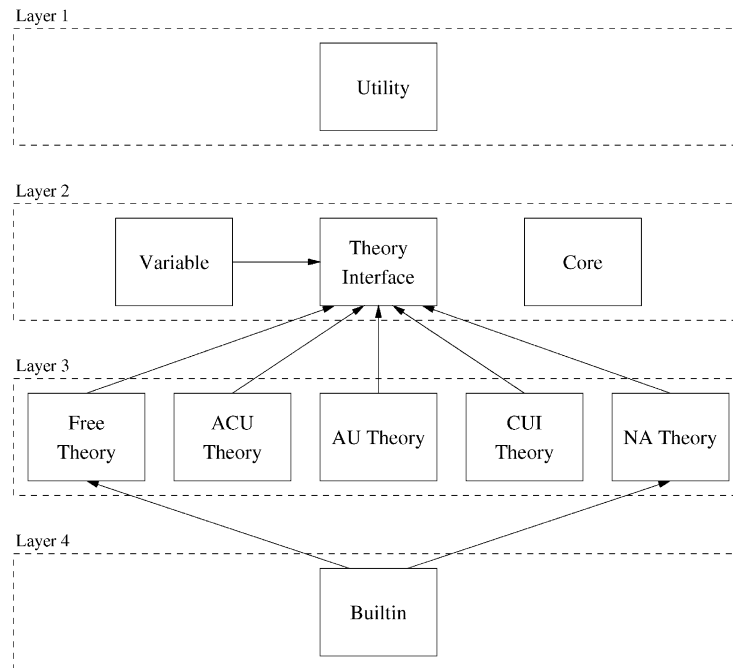 Layer 1
Utility
Layer 2
Variable
Theory
Interface
Core
Layer 3
Free
Theory
ACU
Theory
AU Theory
CUI
Theory
NA Theory
Layer 4
Builtin